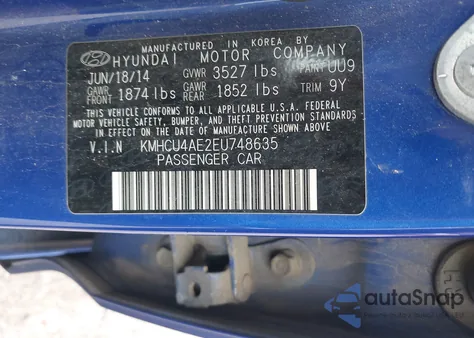 MANUFACTURED IN KOREA BY
HYUNDAI MOTOR COMPANY
JUN/18/14 GVWR 3527 lbs PAINT UU9
GAWR FRONT 1874 lbs GAWR REAR 1852 lbs TRIM 9Y
THIS VEHICLE CONFORMS TO ALL APPLICABLE U.S.A. FEDERAL
MOTOR VEHICLE SAFETY, BUMPER, AND THEFT PREVENTION
STANDARDS IN EFFECT ON THE DATE OF MANUFACTURE SHOWN ABOVE.
V.I.N KMHCU4AE2EU748635
PASSENGER CAR
autoSnap